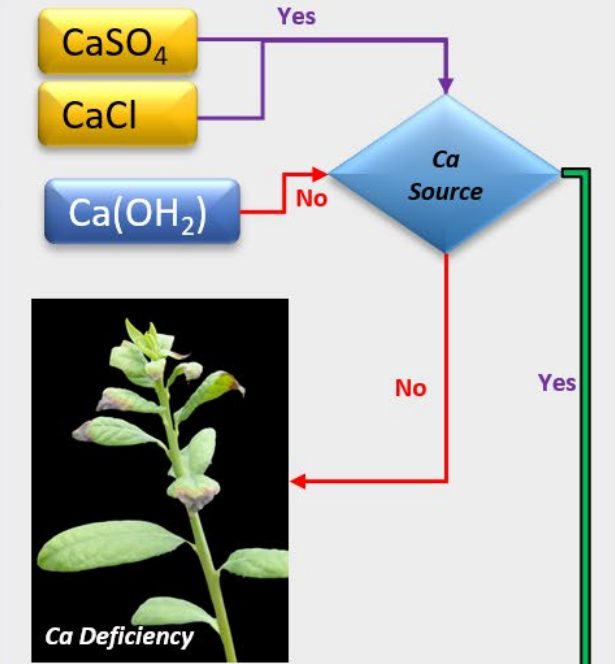 Yes
CaSO₄
CaCl
Ca
Source
Ca(OH₂)
No
No
Yes
Ca Deficiency